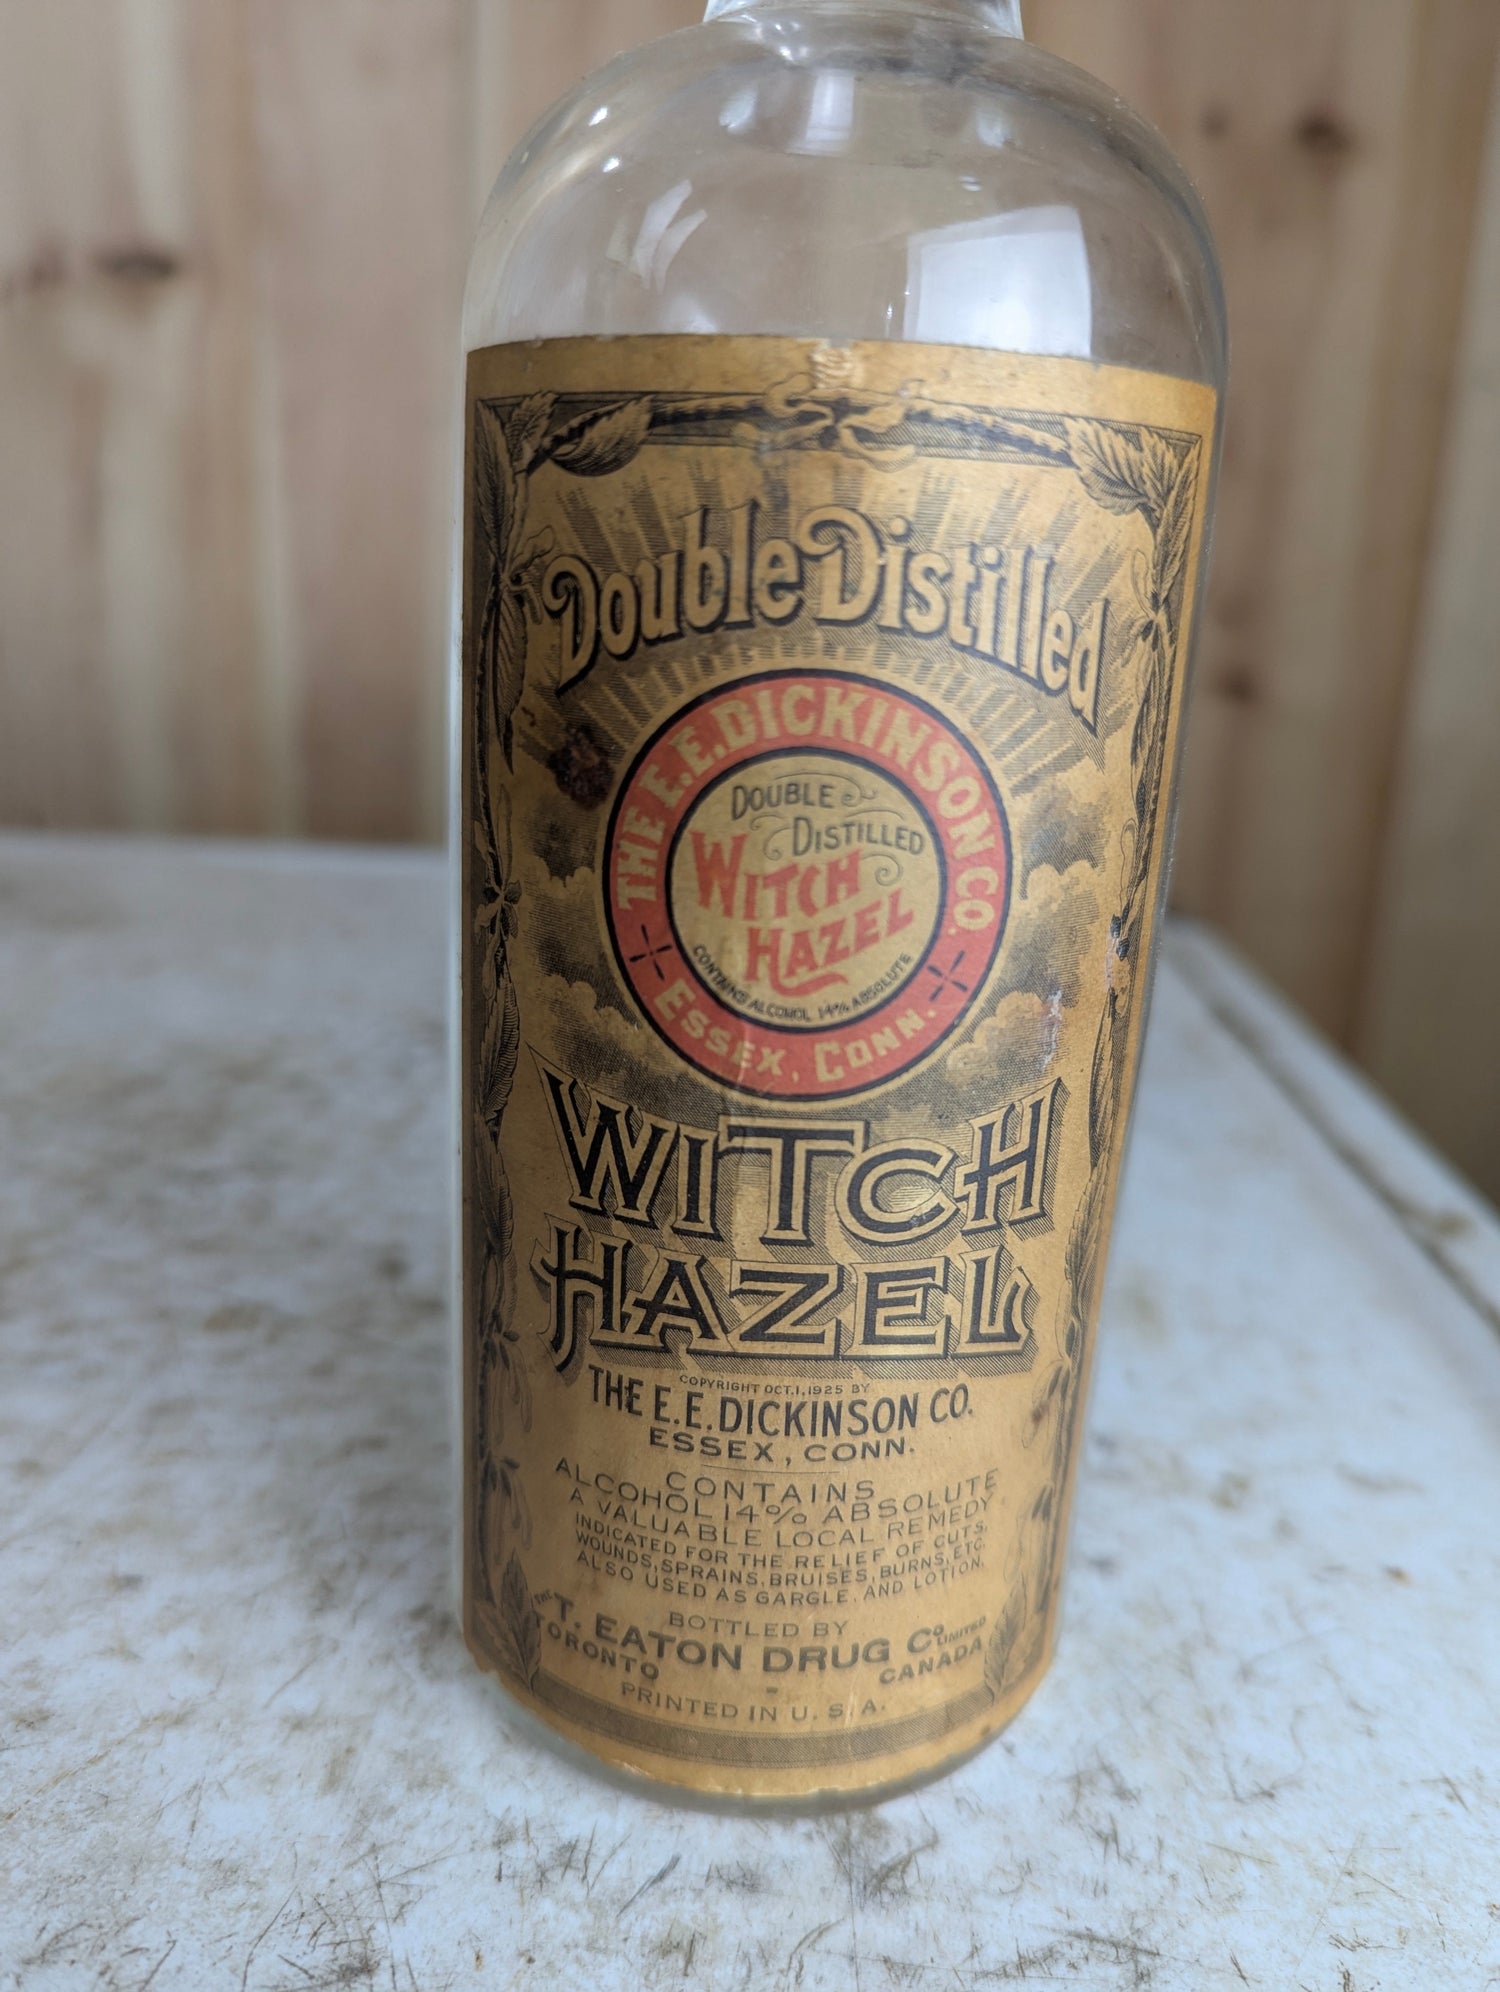 Double Distilled
THE E.E. DICKINSON CO.
DOUBLE
DISTILLED
WITCH
HAZEL
CONTAINS ALCOHOL 14% ABSOLUTE
ESSEX, CONN.
WITCH
HAZEL
COPYRIGHT OCT.1,1925 BY
THE E.E. DICKINSON CO.
ESSEX, CONN.
CONTAINS
ALCOHOL 14% ABSOLUTE
A VALUABLE LOCAL REMEDY
INDICATED FOR THE RELIEF OF CUTS,
WOUNDS, SPRAINS, BRUISES, BURNS, ETC.
ALSO USED AS GARGLE, AND LOTION.
BOTTLED BY
THE T. EATON DRUG Co LIMITED
TORONTO - CANADA
PRINTED IN U.S.A.